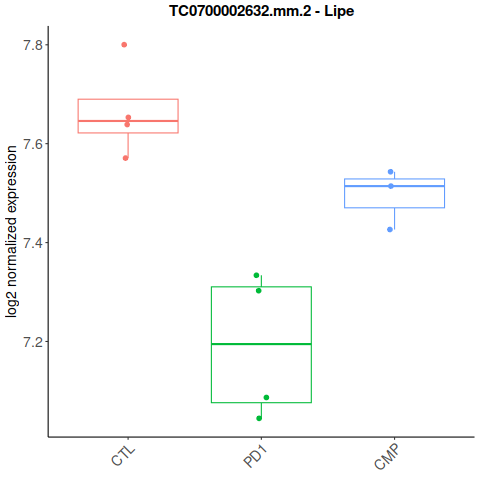 TC0700002632.mm.2 - Lipe
log2 normalized expression
7.8
7.6
7.4
7.2
CTL
PD1
CMP